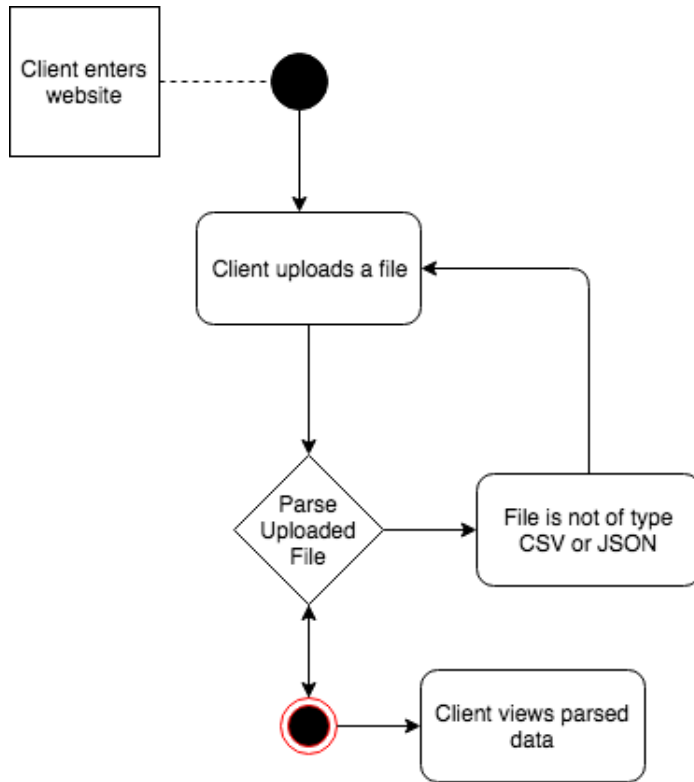 Client enters
website
Client uploads a file
Parse
Uploaded
File
File is not of type
CSV or JSON
Client views parsed
data